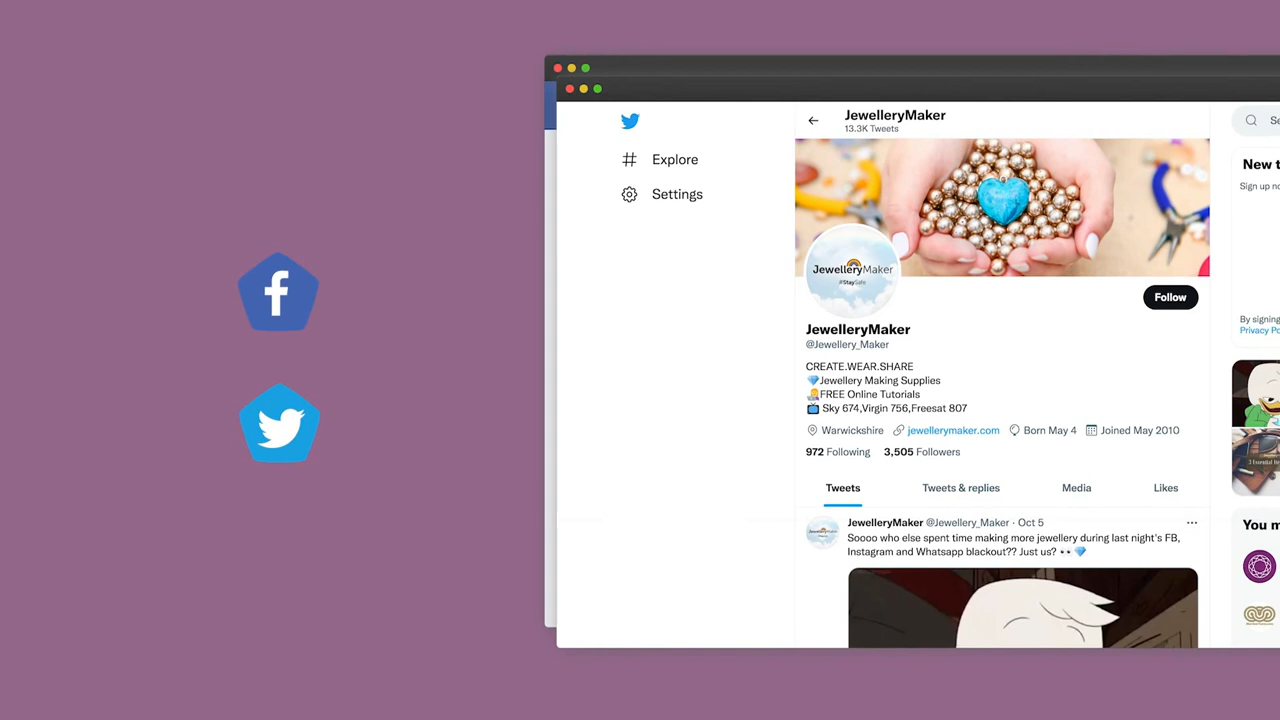 JewelleryMaker
13.3K Tweets
Explore
Settings
JewelleryMaker
#StaySafe
Follow
JewelleryMaker
@Jewellery_Maker
CREATE.WEAR.SHARE
Jewellery Making Supplies
FREE Online Tutorials
Sky 674,Virgin 756,Freesat 807
Warwickshire jewellerymaker.com Born May 4 Joined May 2010
972 Following 3,505 Followers
Tweets Tweets & replies Media Likes
JewelleryMaker @Jewellery_Maker · Oct 5
Soooo who else spent time making more jewellery during last night's FB,
Instagram and Whatsapp blackout?? Just us?
Se
New t
Sign up no
By signing
Privacy Po
You m